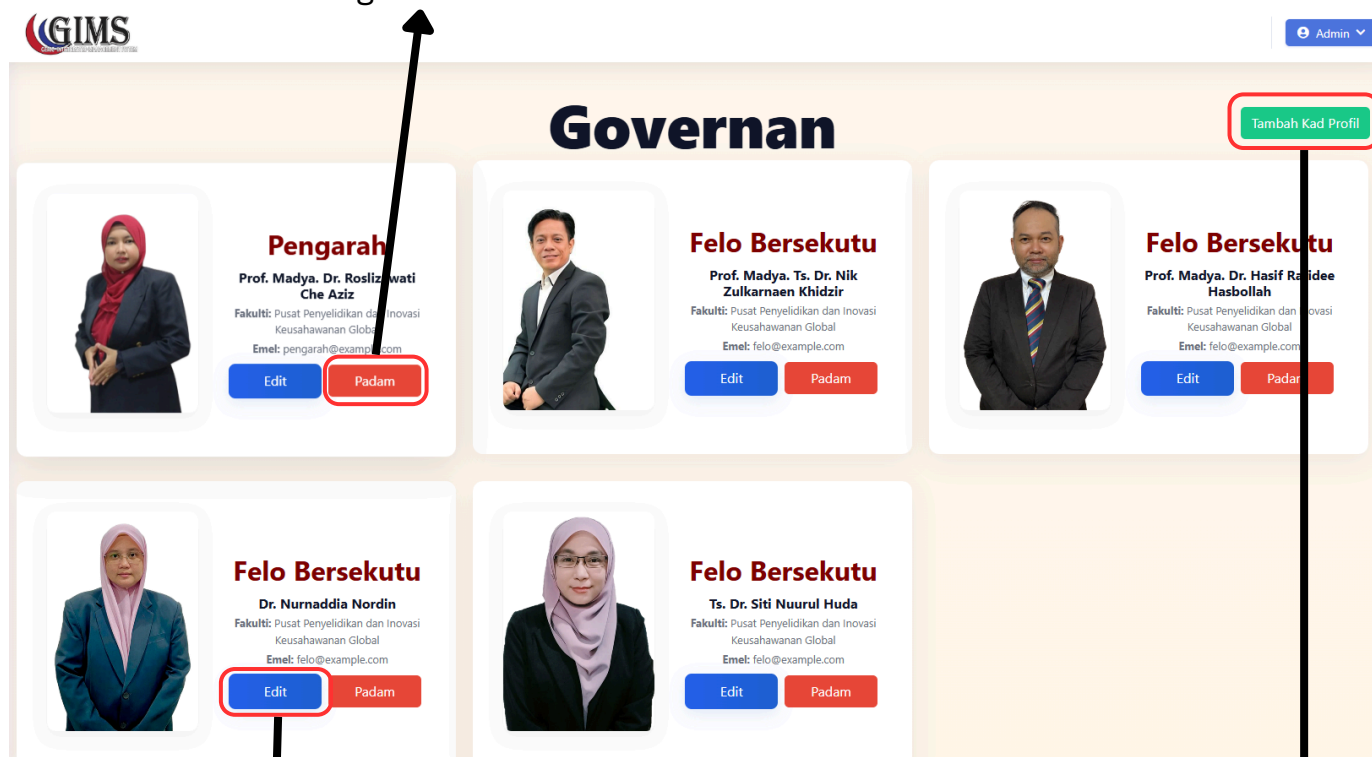 GIMS
Admin
Governan
Tambah Kad Profil
Pengarah
Che Aziz
Fakulti: Pusat Penyelidikan dan Inovasi
Keusahawanan Global
Emel: pengarah@example.com
Edit
Padam
Felo Bersekutu
Prof. Madya. Ts. Dr. Nik
Zulkarnaen Khidzir
Fakulti: Pusat Penyelidikan dan Inovasi
Keusahawanan Global
Emel: felo@example.com
Edit
Padam
Felo Bersekutu
Prof. Madya. Dr. Hasif
Hasbollah
Fakulti: Pusat Penyelidikan dan Inovasi
Keusahawanan Global
Emel: felo@example.com
Edit
Padam
Felo Bersekutu
Dr. Nurnaddia Nordin
Fakulti: Pusat Penyelidikan dan Inovasi
Keusahawanan Global
Emel: felo@example.com
Edit
Padam
Felo Bersekutu
Ts. Dr. Siti Nuurul Huda
Fakulti: Pusat Penyelidikan dan Inovasi
Keusahawanan Global
Emel: felo@example.com
Edit
Padam